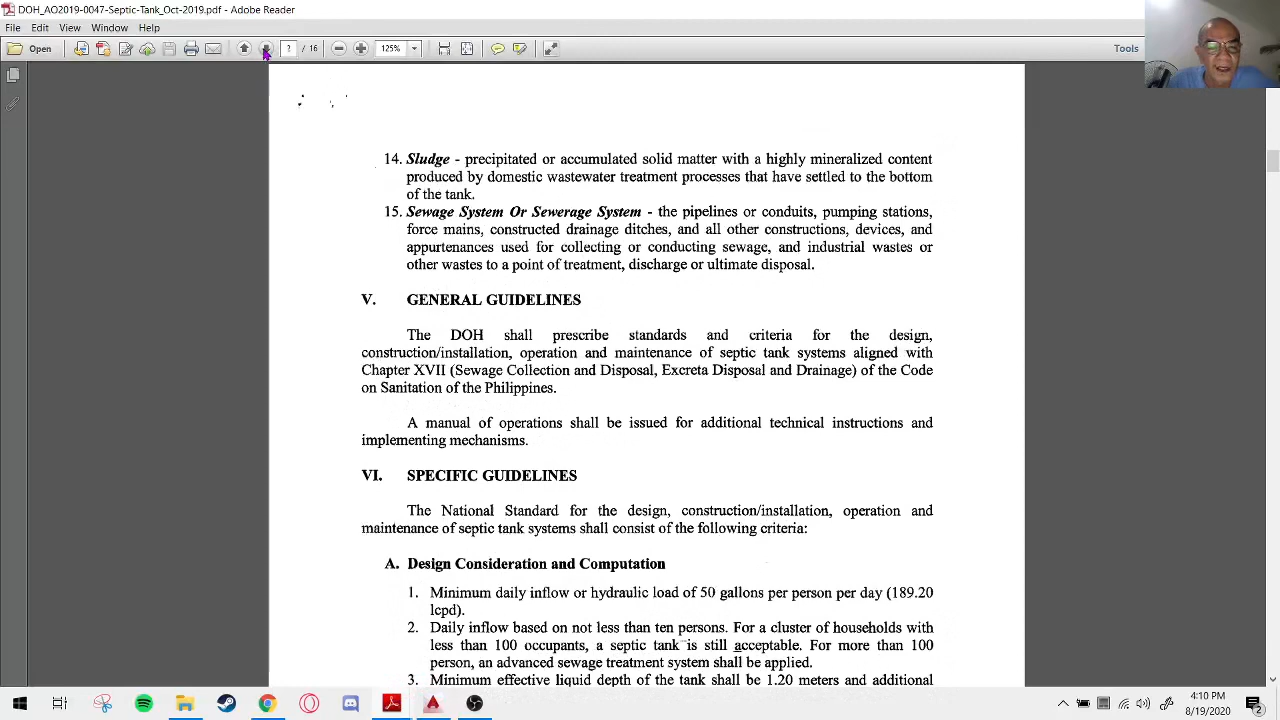 DOH_AO2019-0047-Septic-Tank_Oct-2019.pdf - Adobe Reader
File Edit View Window Help
Open / 16 125% Tools
14. Sludge - precipitated or accumulated solid matter with a highly mineralized content
produced by domestic wastewater treatment processes that have settled to the bottom
of the tank.
15. Sewage System Or Sewerage System - the pipelines or conduits, pumping stations,
force mains, constructed drainage ditches, and all other constructions, devices, and
appurtenances used for collecting or conducting sewage, and industrial wastes or
other wastes to a point of treatment, discharge or ultimate disposal.
V. GENERAL GUIDELINES
The DOH shall prescribe standards and criteria for the design,
construction/installation, operation and maintenance of septic tank systems aligned with
Chapter XVII (Sewage Collection and Disposal, Excreta Disposal and Drainage) of the Code
on Sanitation of the Philippines.
A manual of operations shall be issued for additional technical instructions and
implementing mechanisms.
VI. SPECIFIC GUIDELINES
The National Standard for the design, construction/installation, operation and
maintenance of septic tank systems shall consist of the following criteria:
A. Design Consideration and Computation
1. Minimum daily inflow or hydraulic load of 50 gallons per person per day (189.20
lcpd).
2. Daily inflow based on not less than ten persons. For a cluster of households with
less than 100 occupants, a septic tank is still acceptable. For more than 100
person, an advanced sewage treatment system shall be applied.
3. Minimum effective liquid depth of the tank shall be 1.20 meters and additional
4:10 PM
8/19/2020
2